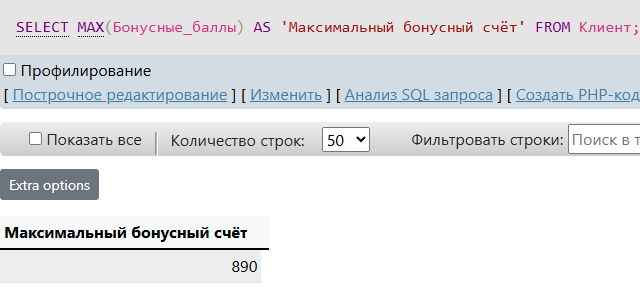 SELECT MAX(Бонусные_баллы) AS 'Максимальный бонусный счёт' FROM Клиент;
Профилирование
[ Построчное редактирование ] [ Изменить ] [ Анализ SQL запроса ] [ Создать PHP-код
Показать все Количество строк: 50 Фильтровать строки: Поиск в т
Extra options
Максимальный бонусный счёт
890